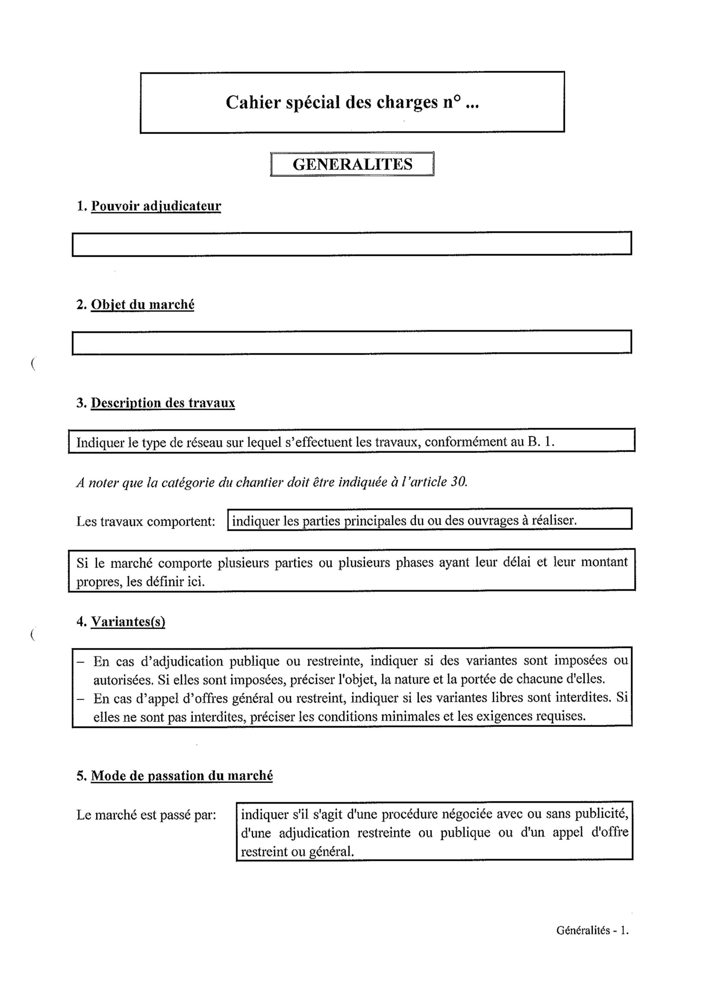 Cahier spécial des charges n° ...
GENERALITES
1. Pouvoir adjudicateur
2. Objet du marché
3. Description des travaux
Indiquer le type de réseau sur lequel s’effectuent les travaux, conformément au B. 1.
A noter que la catégorie du chantier doit être indiquée à l’article 30.
Les travaux comportent: indiquer les parties principales du ou des ouvrages à réaliser.
Si le marché comporte plusieurs parties ou plusieurs phases ayant leur délai et leur montant
propres, les définir ici.
4. Variantes(s)
– En cas d’adjudication publique ou restreinte, indiquer si des variantes sont imposées ou
autorisées. Si elles sont imposées, préciser l'objet, la nature et la portée de chacune d'elles.
– En cas d’appel d’offres général ou restreint, indiquer si les variantes libres sont interdites. Si
elles ne sont pas interdites, préciser les conditions minimales et les exigences requises.
5. Mode de passation du marché
Le marché est passé par: indiquer s'il s'agit d'une procédure négociée avec ou sans publicité,
d'une adjudication restreinte ou publique ou d'un appel d'offre
restreint ou général.
Généralités - 1.